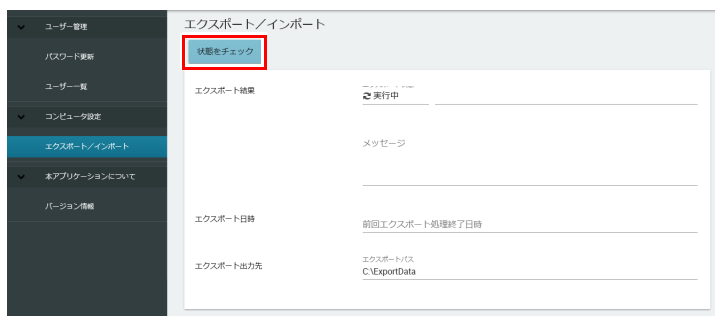 ユーザー管理
パスワード更新
ユーザー一覧
コンピュータ設定
エクスポート／インポート
本アプリケーションについて
バージョン情報
エクスポート／インポート
状態をチェック
エクスポート結果
実行中
メッセージ
エクスポート日時
前回エクスポート処理終了日時
エクスポート出力先
エクスポートパス
C:\ExportData